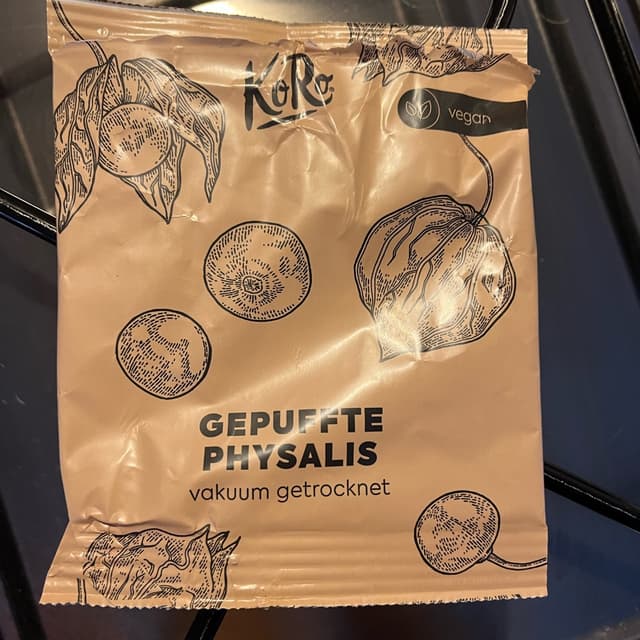 KoRo
vegan
GEPUFFTE
PHYSALIS
vakuum getrocknet